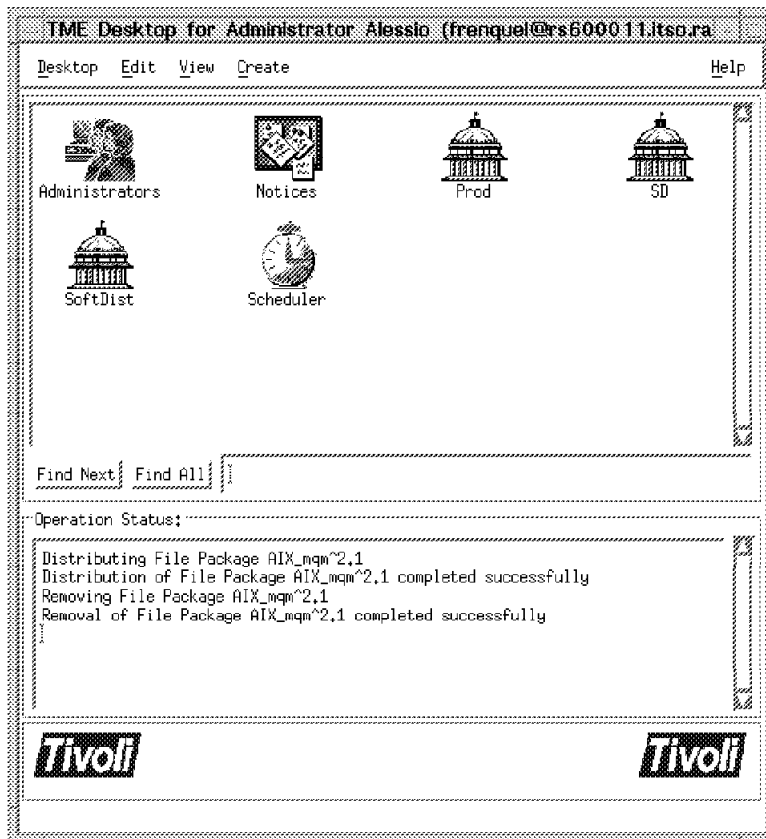 TME Desktop for Administrator Alessio (frenquel@rs600011.itso.ra
Desktop Edit View Create Help
Administrators Notices Prod SD
SoftDist Scheduler
Find Next Find All
Operation Status:
Distributing File Package AIX_mqm^2.1
Distribution of File Package AIX_mqm^2.1 completed successfully
Removing File Package AIX_mqm^2.1
Removal of File Package AIX_mqm^2.1 completed successfully
Tivoli Tivoli